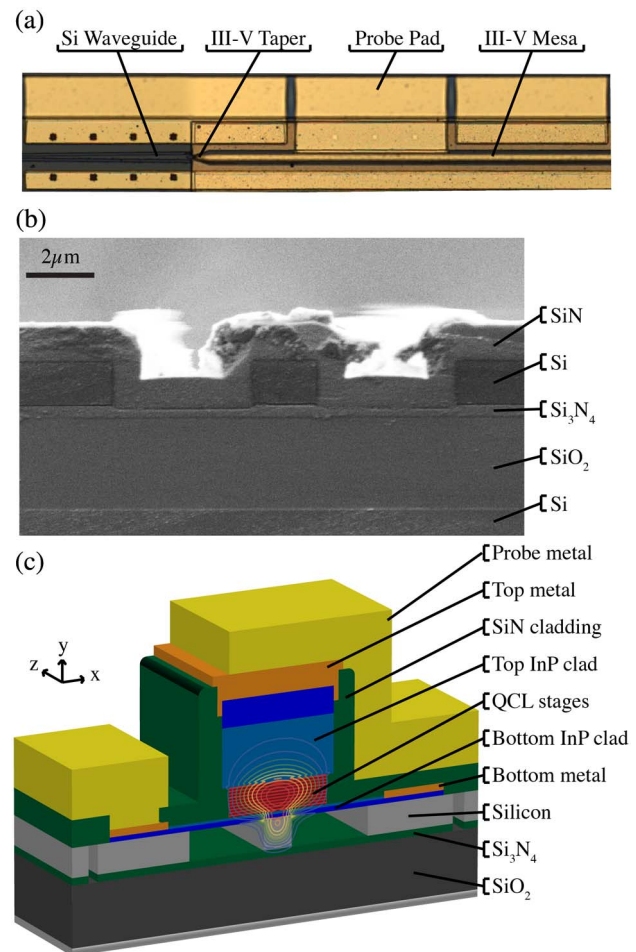 (a)
Si Waveguide III-V Taper Probe Pad III-V Mesa
(b)
2μm
SiN
Si
Si₃N₄
SiO₂
Si
(c)
Probe metal
Top metal
SiN cladding
Top InP clad
QCL stages
Bottom InP clad
Bottom metal
Silicon
Si₃N₄
SiO₂
y
z x